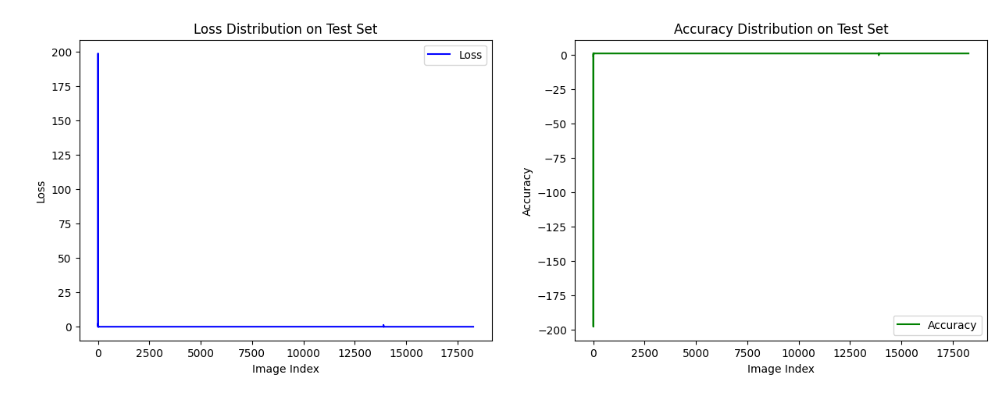 Loss Distribution on Test Set
Loss
200
175
150
125
100
75
50
25
0
Loss
0 2500 5000 7500 10000 12500 15000 17500
Image Index
Accuracy Distribution on Test Set
0
−25
−50
−75
−100
−125
−150
−175
−200
Accuracy
Accuracy
0 2500 5000 7500 10000 12500 15000 17500
Image Index